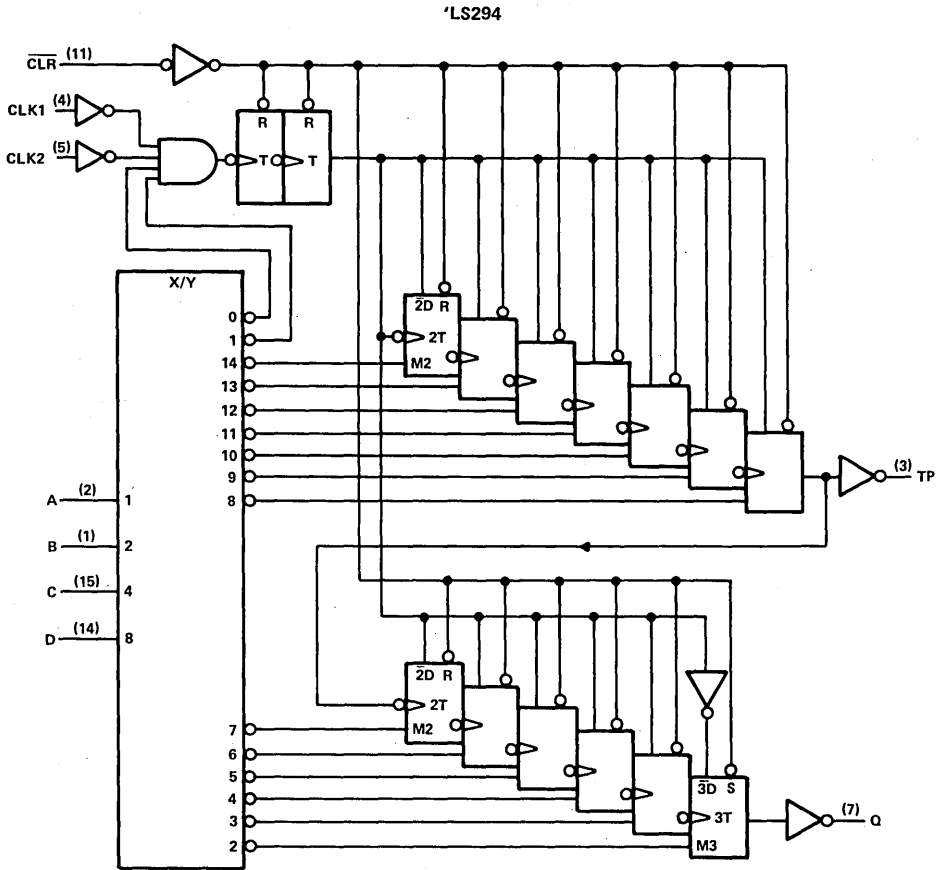 'LS294
CLR (11)
CLK1 (4)
CLK2 (5)
R R
T T
X/Y
0
1
14
13
12
11
10
9
8
2D R
2T
M2
(3) TP
A (2) 1
B (1) 2
C (15) 4
D (14) 8
2D R
2T
M2
7
6
5
4
3
2
3D S
3T
M3
(7) Q